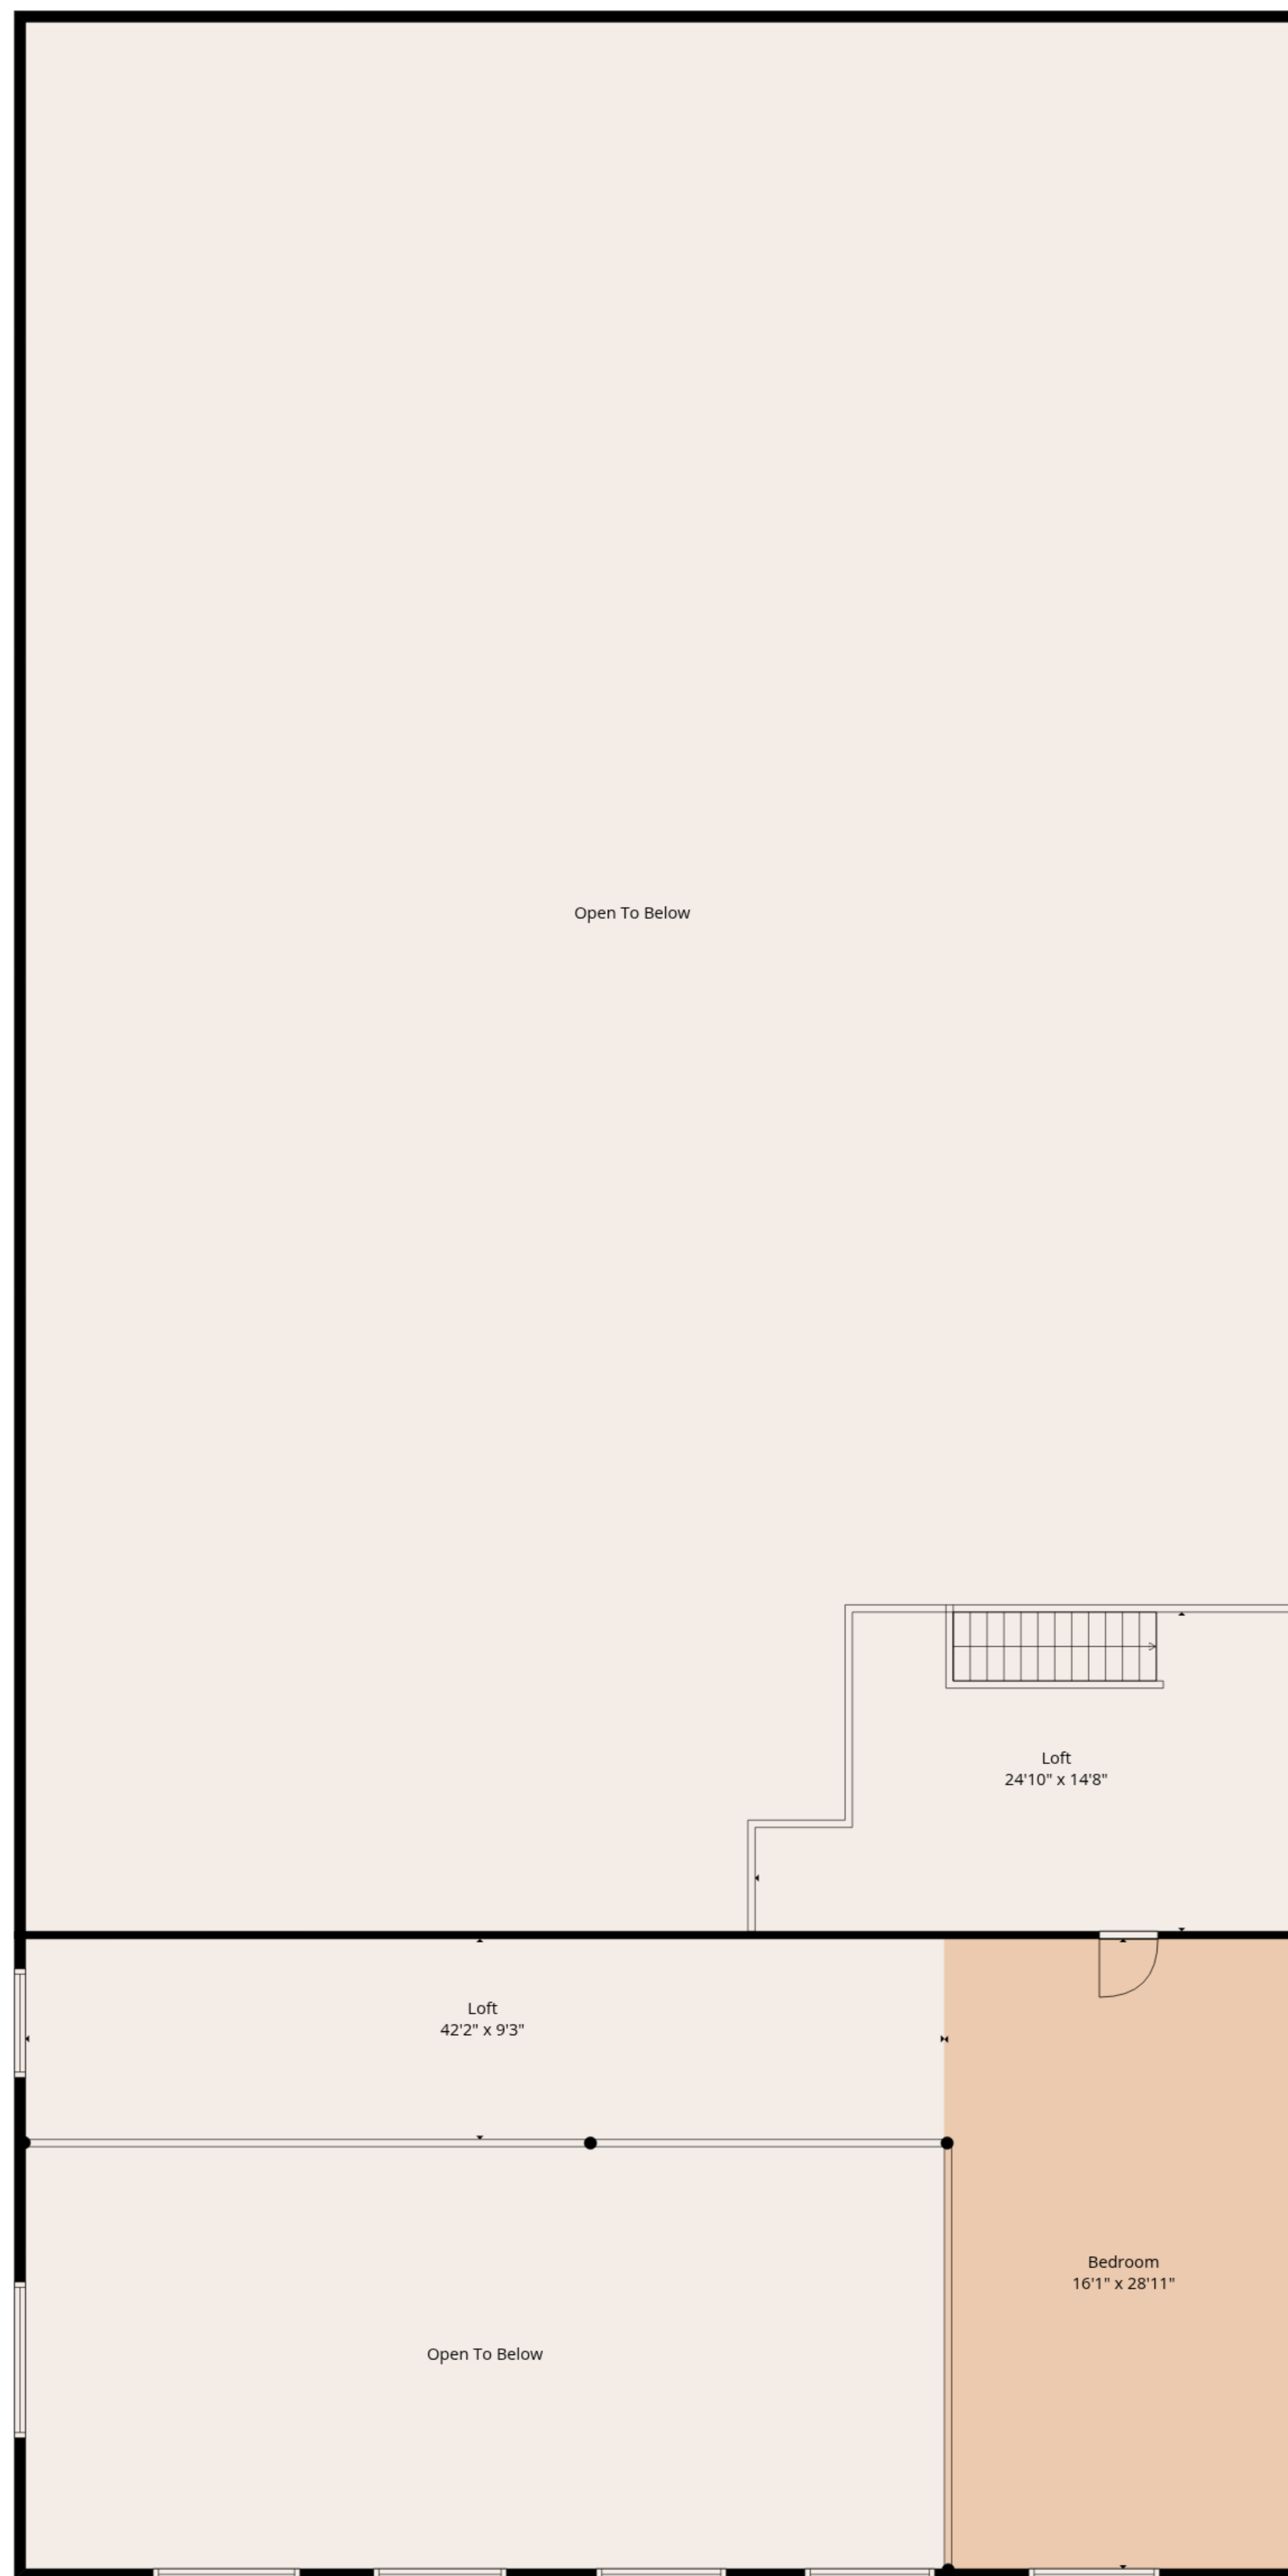 Open To Below
Loft
24'10" x 14'8"
Loft
42'2" x 9'3"
Bedroom
16'1" x 28'11"
Open To Below